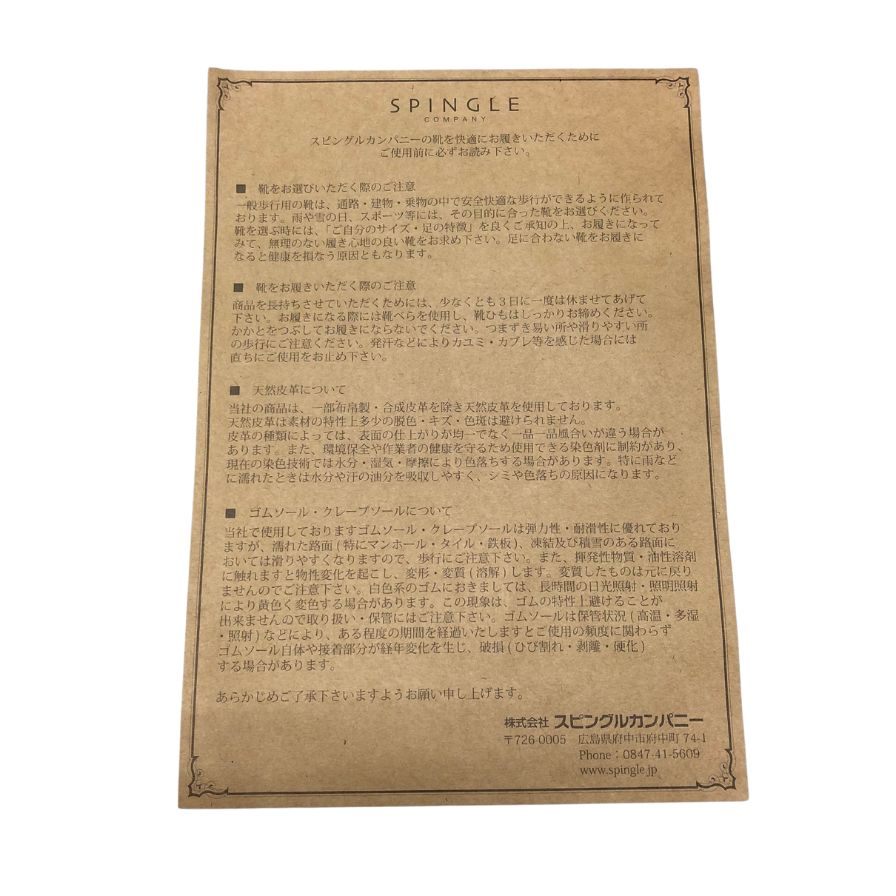 SPINGLE
COMPANY
スピングルカンパニーの靴を快適にお履きいただくために
ご使用前に必ずお読み下さい。
■ 靴をお選びいただく際のご注意
一般歩行用の靴は、通路・建物・乗物の中で安全快適な歩行ができるように作られて
おります。雨や雪の日、スポーツ等には、その目的に合った靴をお選びください。
靴を選ぶ時には、「ご自分のサイズ・足の特徴」を良くご承知の上、お履きになって
みて、無理のない履き心地の良い靴をお求め下さい。足に合わない靴をお履きに
なると健康を損なう原因ともなります。
■ 靴をお履きいただく際のご注意
商品を長持ちさせていただくためには、少なくとも3日に一度は休ませてあげて
下さい。お履きになる際には靴べらを使用し、靴ひもはしっかりお締めください。
かかとをつぶしてお履きにならないでください。つまずき易い所や滑りやすい所
の歩行にご注意ください。発汗などによりカユミ・カブレ等を感じた場合には
直ちにご使用をお止め下さい。
■ 天然皮革について
当社の商品は、一部布帛製・合成皮革を除き天然皮革を使用しております。
天然皮革は素材の特性上多少の脱色・キズ・色斑は避けられません。
皮革の種類によっては、表面の仕上がりが均一でなく一品一品風合いが違う場合が
あります。また、環境保全や作業者の健康を守るため使用できる染色剤に制約があり、
現在の染色技術では水分・湿気・摩擦により色落ちする場合があります。特に雨など
に濡れたときは水分や汗の油分を吸収しやすく、シミや色落ちの原因になります。
■ ゴムソール・クレープソールについて
当社で使用しておりますゴムソール・クレープソールは弾力性・耐滑性に優れており
ますが、濡れた路面(特にマンホール・タイル・鉄板)、凍結及び積雪のある路面に
おいては滑りやすくなりますので、歩行にご注意下さい。また、揮発性物質・油性溶剤
に触れますと物性変化を起こし、変形・変質(溶解)します。変質したものは元に戻り
ませんのでご注意下さい。白色系のゴムにおきましては、長時間の日光照射・照明照射
により黄色く変色する場合があります。この現象は、ゴムの特性上避けることが
出来ませんので取り扱い・保管にはご注意下さい。ゴムソールは保管状況(高温・多湿
・照射)などにより、ある程度の期間を経過いたしますとご使用の頻度に関わらず
ゴムソール自体や接着部分が経年変化を生じ、破損(ひび割れ・剥離・硬化)
する場合があります。
あらかじめご了承下さいますようお願い申し上げます。
株式会社 スピングルカンパニー
〒726-0005 広島県府中市府中町74-1
Phone：0847-41-5609
www.spingle.jp